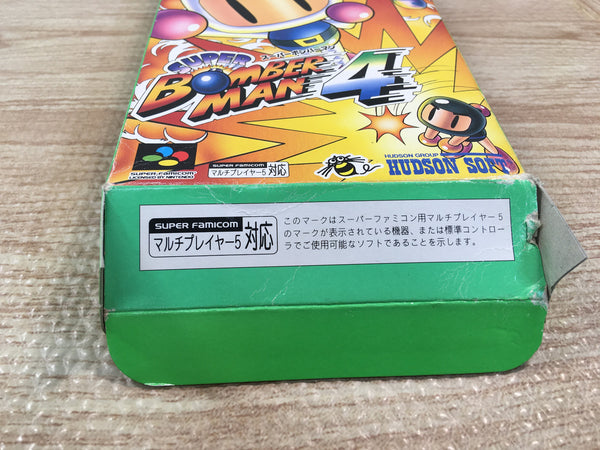 スーパーボンバーマン
SUPER
BOMBER
MAN 4
SUPER FAMICOM
LICENSED BY NINTENDO
SUPER FAMICOM
マルチプレイヤー5 対応
HUDSON GROUP
HUDSON SOFT
SUPER FAMICOM
マルチプレイヤー5 対応
このマークはスーパーファミコン用マルチプレイヤー5
のマークが表示されている機器、または標準コントロー
ラでご使用可能なソフトであることを示します。